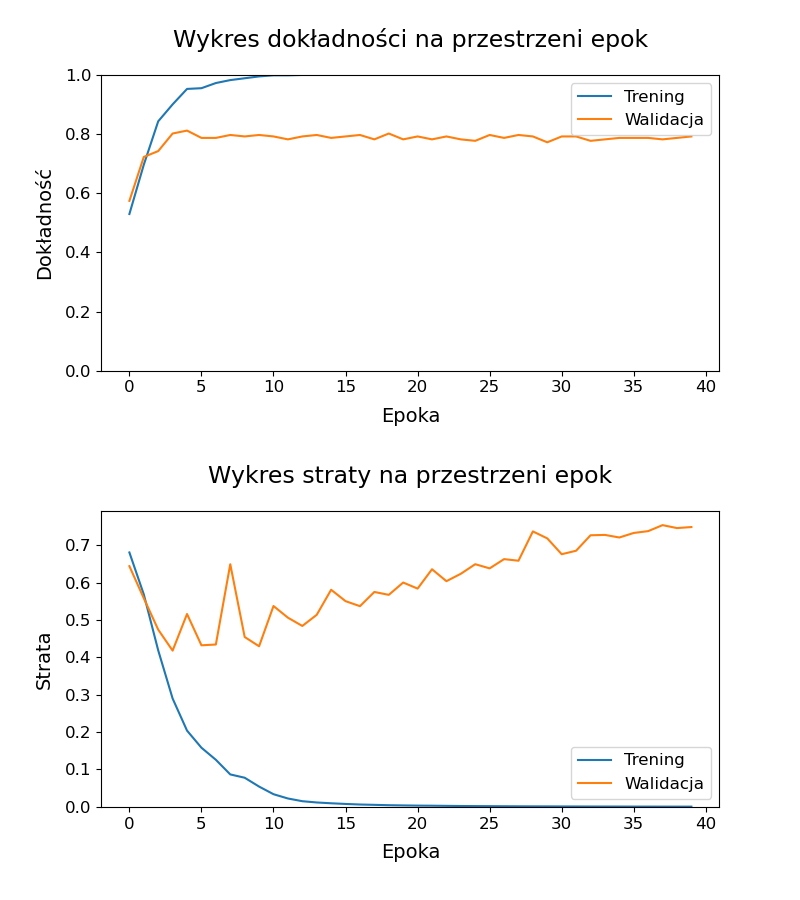 Wykres dokładności na przestrzeni epok
1.0
0.8
0.6
0.4
0.2
0.0
Dokładność
Trening
Walidacja
0 5 10 15 20 25 30 35 40
Epoka
Wykres straty na przestrzeni epok
0.7
0.6
0.5
0.4
0.3
0.2
0.1
0.0
Strata
Trening
Walidacja
0 5 10 15 20 25 30 35 40
Epoka